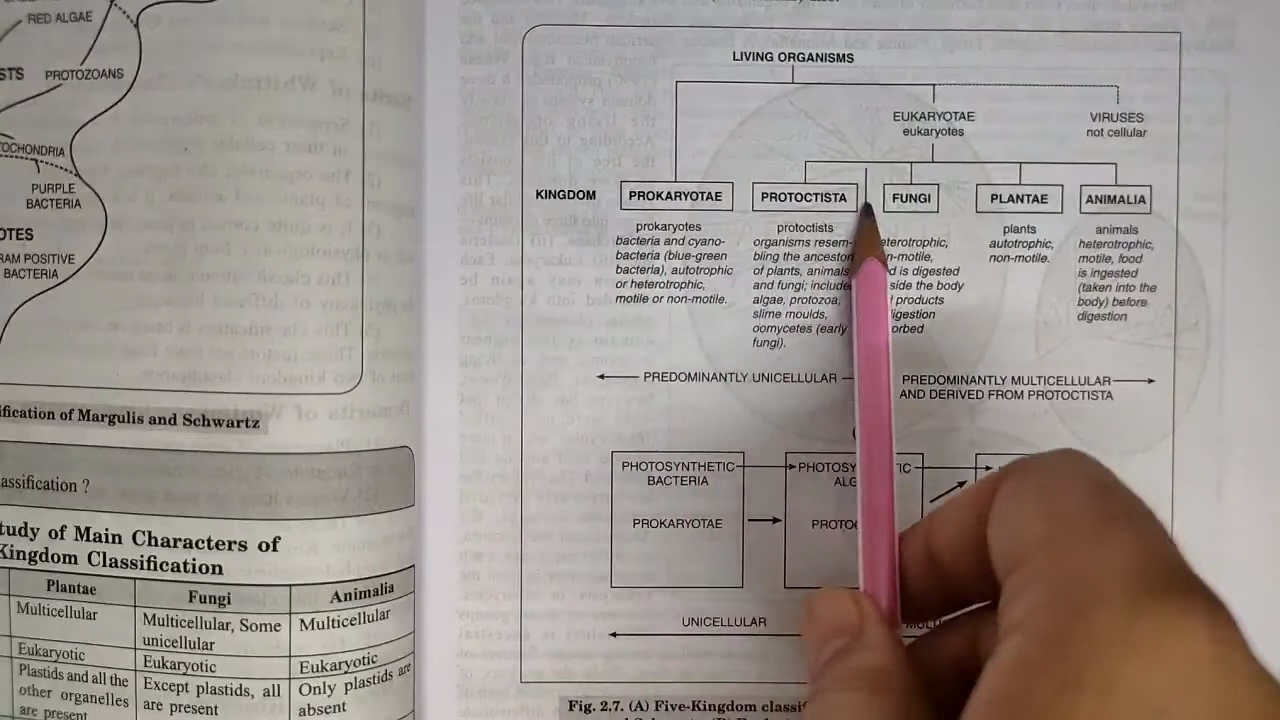 RED ALGAE
STS PROTOZOANS
OCHONDRIA
PURPLE
BACTERIA
OTES
RAM POSITIVE
BACTERIA
ification of Margulis and Schwartz
assification ?
tudy of Main Characters of
Kingdom Classification
Plantae Fungi Animalia
Multicellular Multicellular, Some unicellular Multicellular
Eukaryotic Eukaryotic Eukaryotic
Plastids and all the other organelles are present Except plastids, all are present Only plastids are absent
LIVING ORGANISMS
EUKARYOTAE
eukaryotes
VIRUSES
not cellular
KINGDOM PROKARYOTAE PROTOCTISTA FUNGI PLANTAE ANIMALIA
prokaryotes
bacteria and cyano-
bacteria (blue-green
bacteria), autotrophic
or heterotrophic,
motile or non-motile.
protoctists
organisms resem-
bling the ancestor
of plants, animals
and fungi; include
algae, protozoa,
slime moulds,
oomycetes (early
fungi).
eterotrophic,
n-motile,
d is digested
side the body
products
igestion
orbed
plants
autotrophic,
non-motile.
animals
heterotrophic,
motile, food
is ingested
(taken into the
body) before
digestion
PREDOMINANTLY UNICELLULAR
PREDOMINANTLY MULTICELLULAR
AND DERIVED FROM PROTOCTISTA
PHOTOSYNTHETIC
BACTERIA
PROKARYOTAE
PHOTOSY IC
ALG
PROTO
UNICELLULAR
Fig. 2.7. (A) Five-Kingdom classif